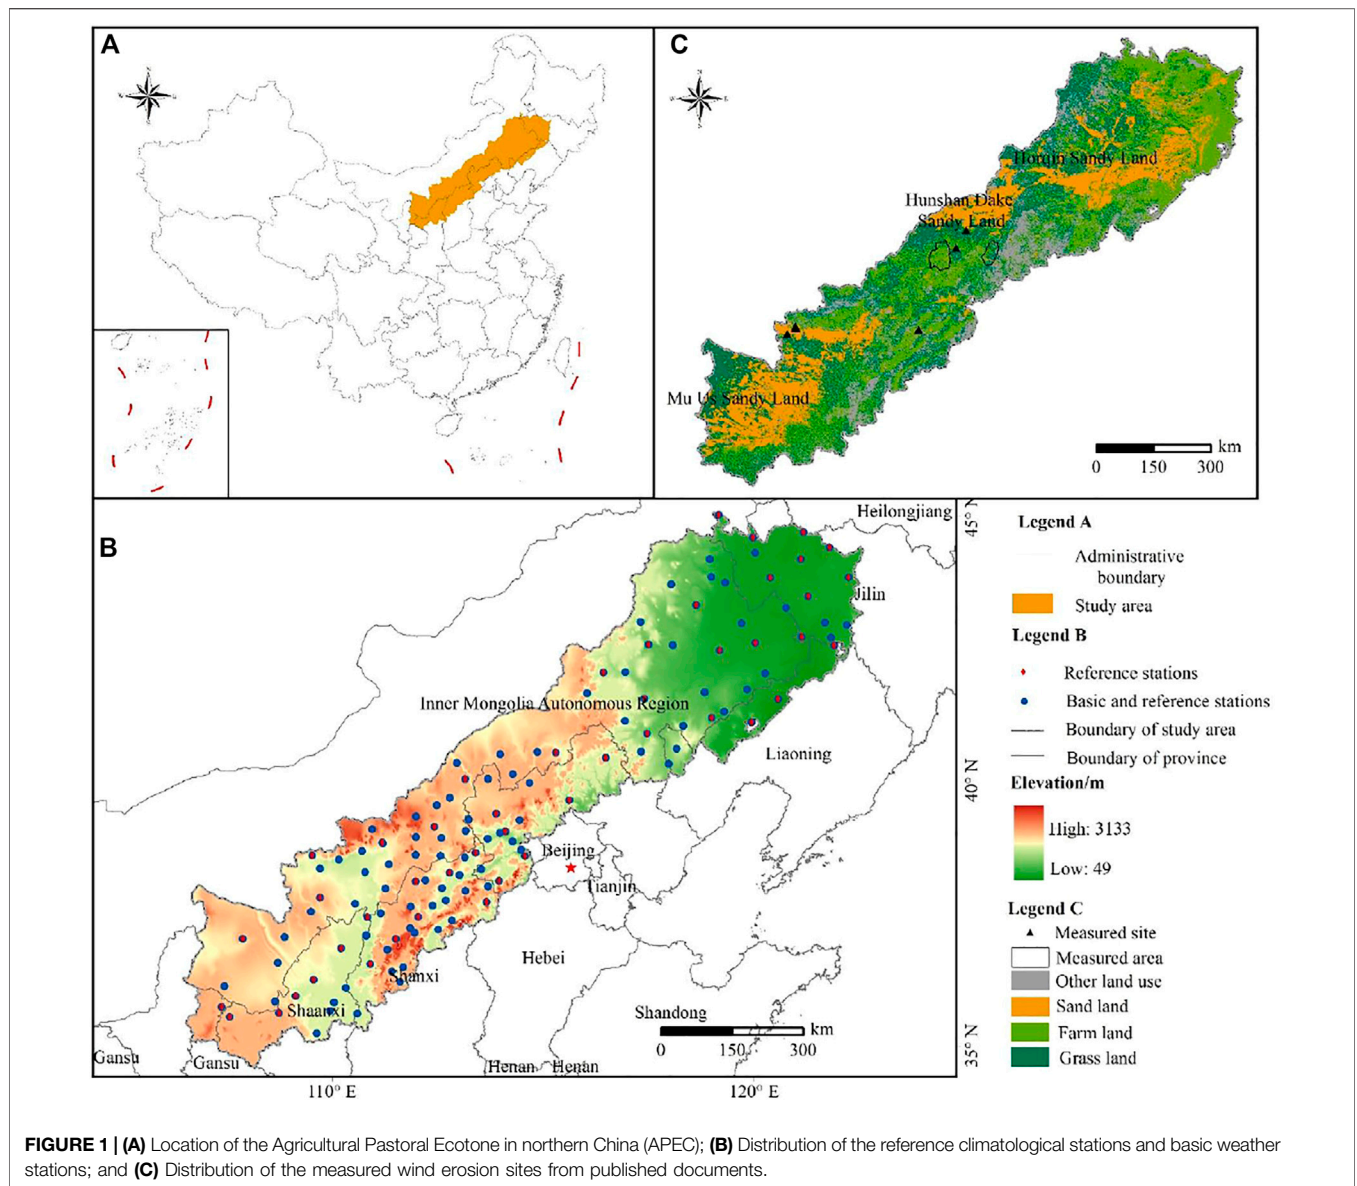 A
C
Horqin Sandy Land
Hunshan Dake
Sandy Land
Mu Us Sandy Land
km
0 150 300
B
Heilongjiang
Jilin
Inner Mongolia Autonomous Region
Liaoning
Beijing
Tianjin
Hebei
Shanxi
Shaanxi
Shandong
km
0 150 300
Gansu
Gansu
Henan
Henan
45° N
40° N
35° N
110° E
120° E
Legend A
Administrative
boundary
Study area
Legend B
Reference stations
Basic and reference stations
Boundary of study area
Boundary of province
Elevation/m
High: 3133
Low: 49
Legend C
Measured site
Measured area
Other land use
Sand land
Farm land
Grass land
FIGURE 1 | (A) Location of the Agricultural Pastoral Ecotone in northern China (APEC); (B) Distribution of the reference climatological stations and basic weather
stations; and (C) Distribution of the measured wind erosion sites from published documents.